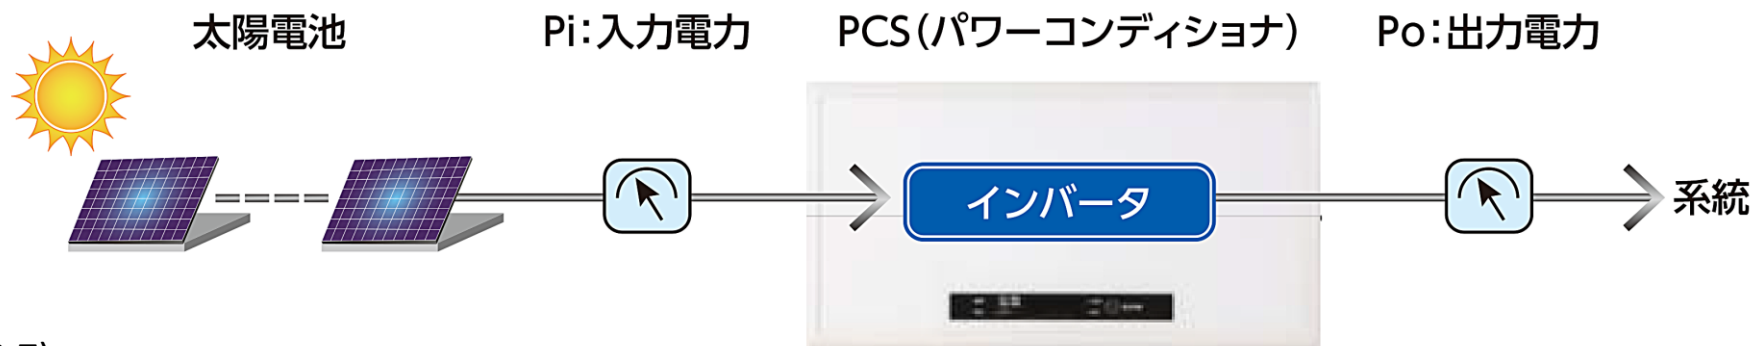 太陽電池
Pi：入力電力
PCS（パワーコンディショナ）
Po：出力電力
インバータ
系統